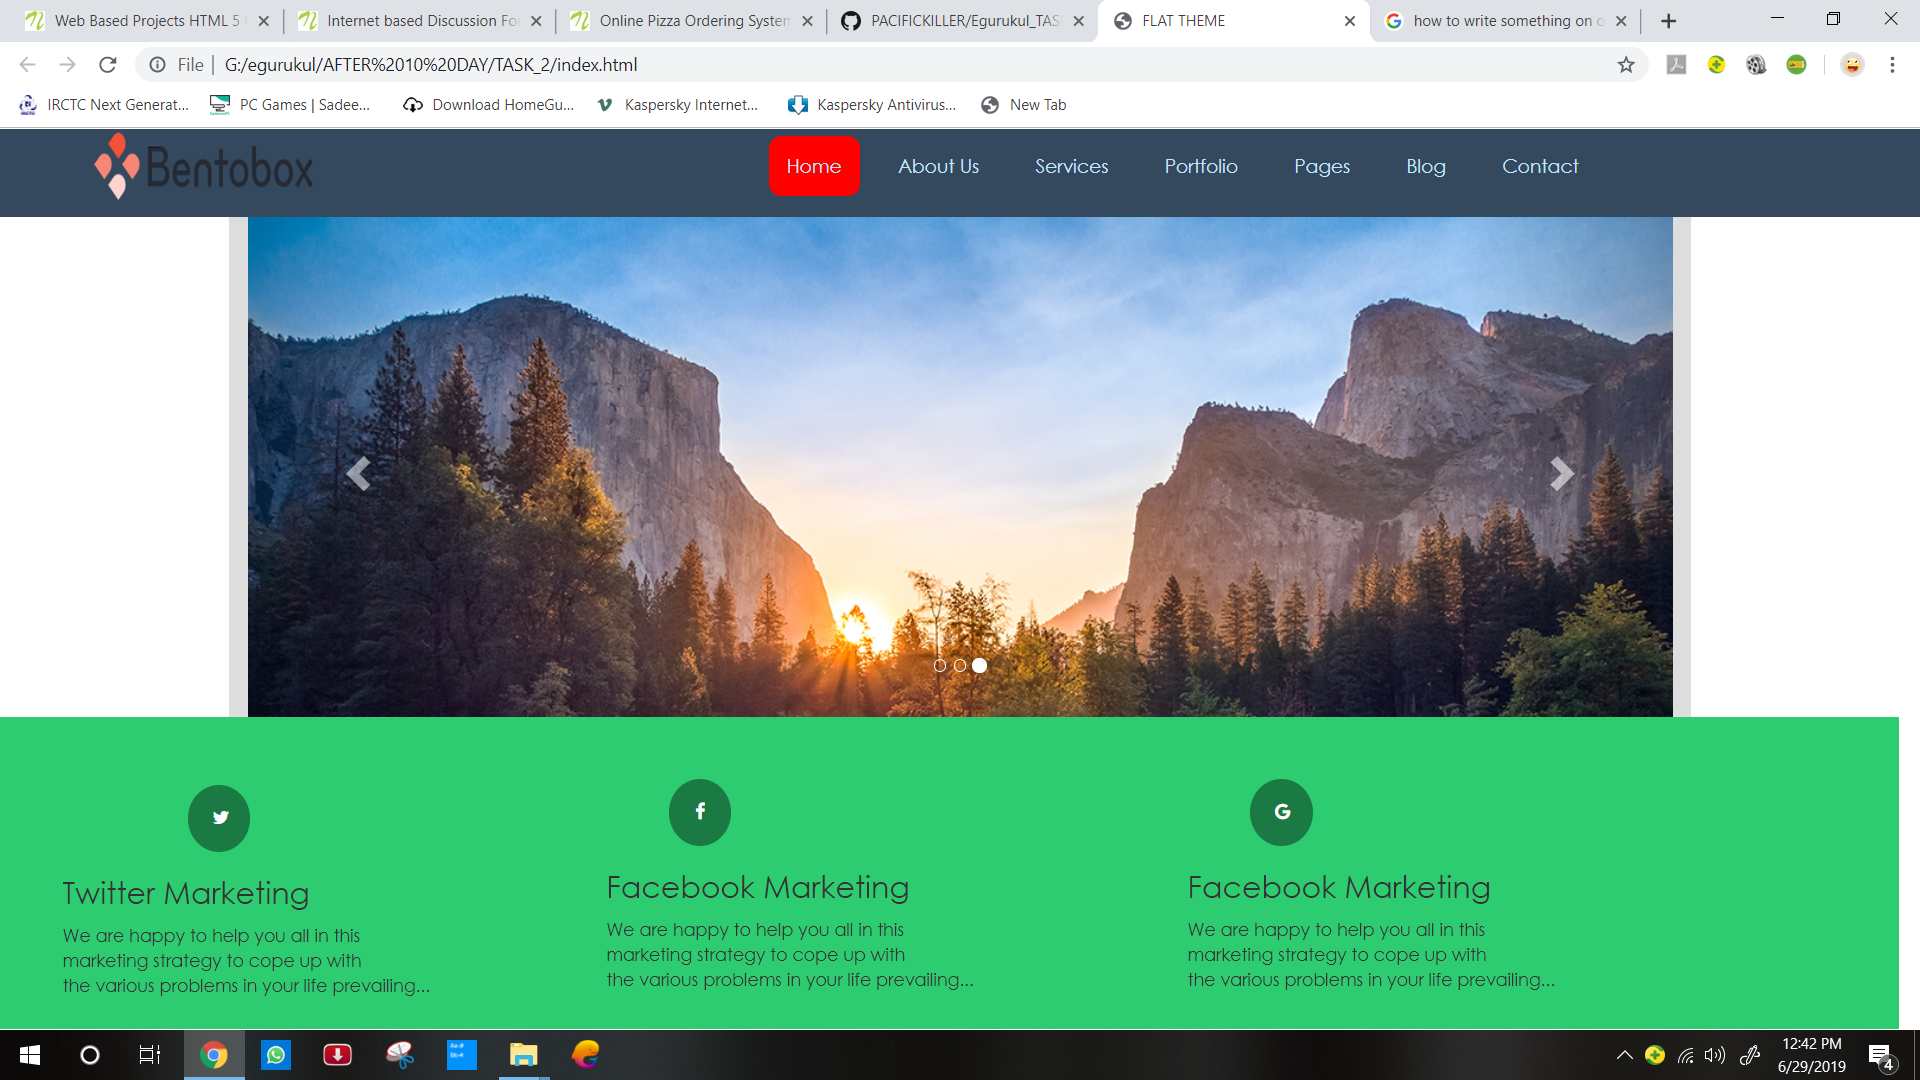 Web Based Projects HTML 5
Internet based Discussion Fo
Online Pizza Ordering System
PACIFICKILLER/Egurukul_TAS
FLAT THEME
how to write something on o
File | G:/egurukul/AFTER%2010%20DAY/TASK_2/index.html
IRCTC Next Generat...
PC Games | Sadee...
Download HomeGu...
Kaspersky Internet...
Kaspersky Antivirus...
New Tab
Bentobox
Home
About Us
Services
Portfolio
Pages
Blog
Contact
Twitter Marketing
We are happy to help you all in this
marketing strategy to cope up with
the various problems in your life prevailing...
Facebook Marketing
We are happy to help you all in this
marketing strategy to cope up with
the various problems in your life prevailing...
Facebook Marketing
We are happy to help you all in this
marketing strategy to cope up with
the various problems in your life prevailing...
12:42 PM
6/29/2019
4